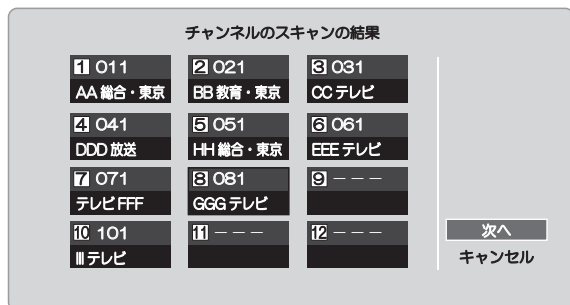 チャンネルのスキャンの結果
1 011
AA 総合・東京
2 021
BB 教育・東京
3 031
CC テレビ
4 041
DDD 放送
5 051
HH 総合・東京
6 061
EEE テレビ
7 071
テレビ FFF
8 081
GGG テレビ
9 ---
10 101
III テレビ
11 ---
12 ---
次へ
キャンセル